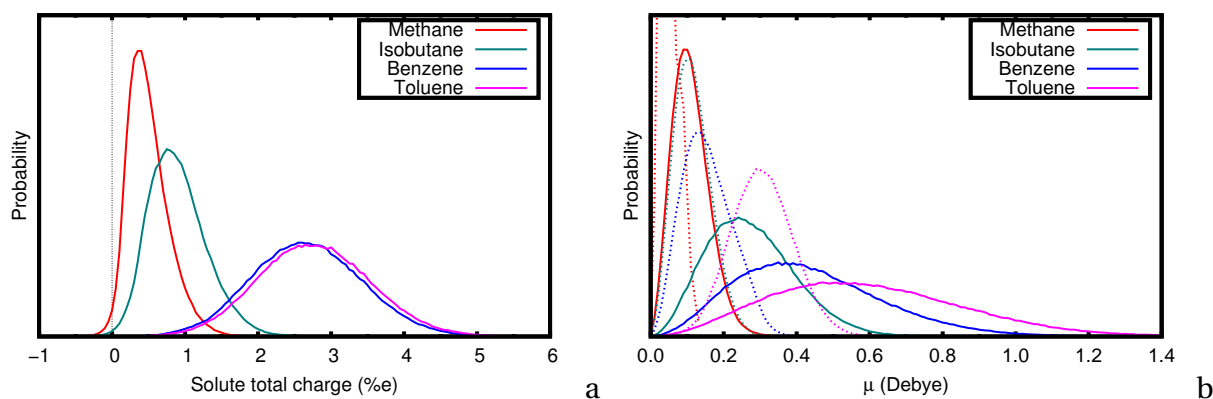 Methane
Isobutane
Benzene
Toluene
Probability
−1 0 1 2 3 4 5 6
Solute total charge (%e)
a
Methane
Isobutane
Benzene
Toluene
Probability
0.0 0.2 0.4 0.6 0.8 1.0 1.2 1.4
μ (Debye)
b